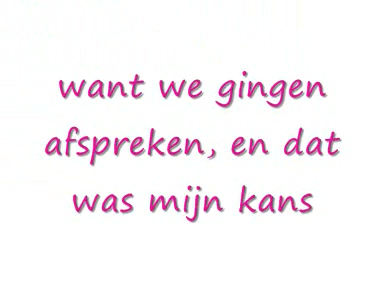 want we gingen
afspreken, en dat
was mijn kans